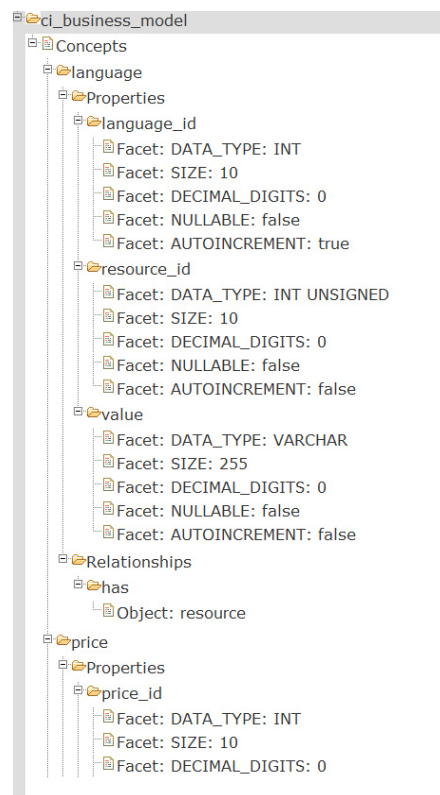 ci_business_model
Concepts
language
Properties
language_id
Facet: DATA_TYPE: INT
Facet: SIZE: 10
Facet: DECIMAL_DIGITS: 0
Facet: NULLABLE: false
Facet: AUTOINCREMENT: true
resource_id
Facet: DATA_TYPE: INT UNSIGNED
Facet: SIZE: 10
Facet: DECIMAL_DIGITS: 0
Facet: NULLABLE: false
Facet: AUTOINCREMENT: false
value
Facet: DATA_TYPE: VARCHAR
Facet: SIZE: 255
Facet: DECIMAL_DIGITS: 0
Facet: NULLABLE: false
Facet: AUTOINCREMENT: false
Relationships
has
Object: resource
price
Properties
price_id
Facet: DATA_TYPE: INT
Facet: SIZE: 10
Facet: DECIMAL_DIGITS: 0